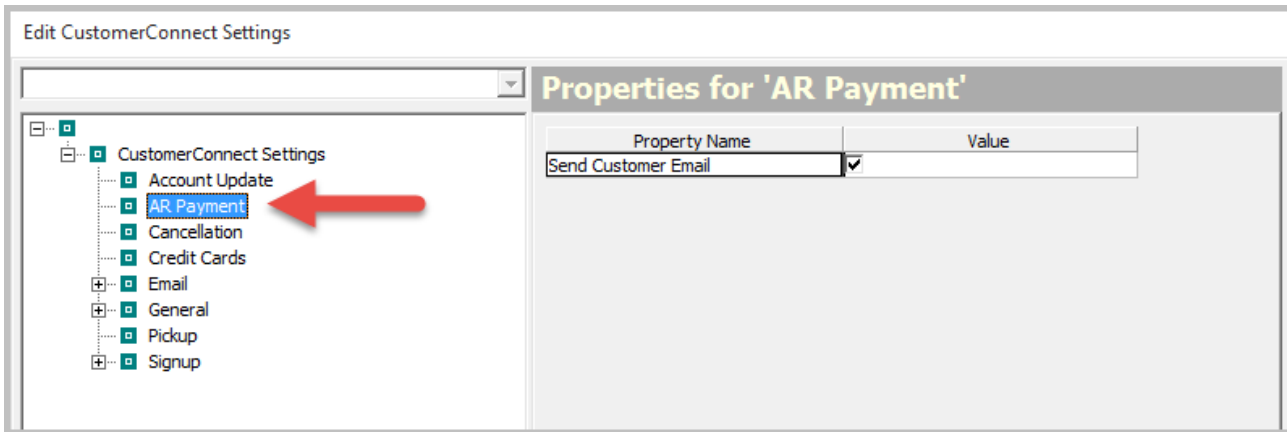 Edit CustomerConnect Settings
Properties for 'AR Payment'
Property Name Value
Send Customer Email
CustomerConnect Settings
Account Update
AR Payment
Cancellation
Credit Cards
Email
General
Pickup
Signup